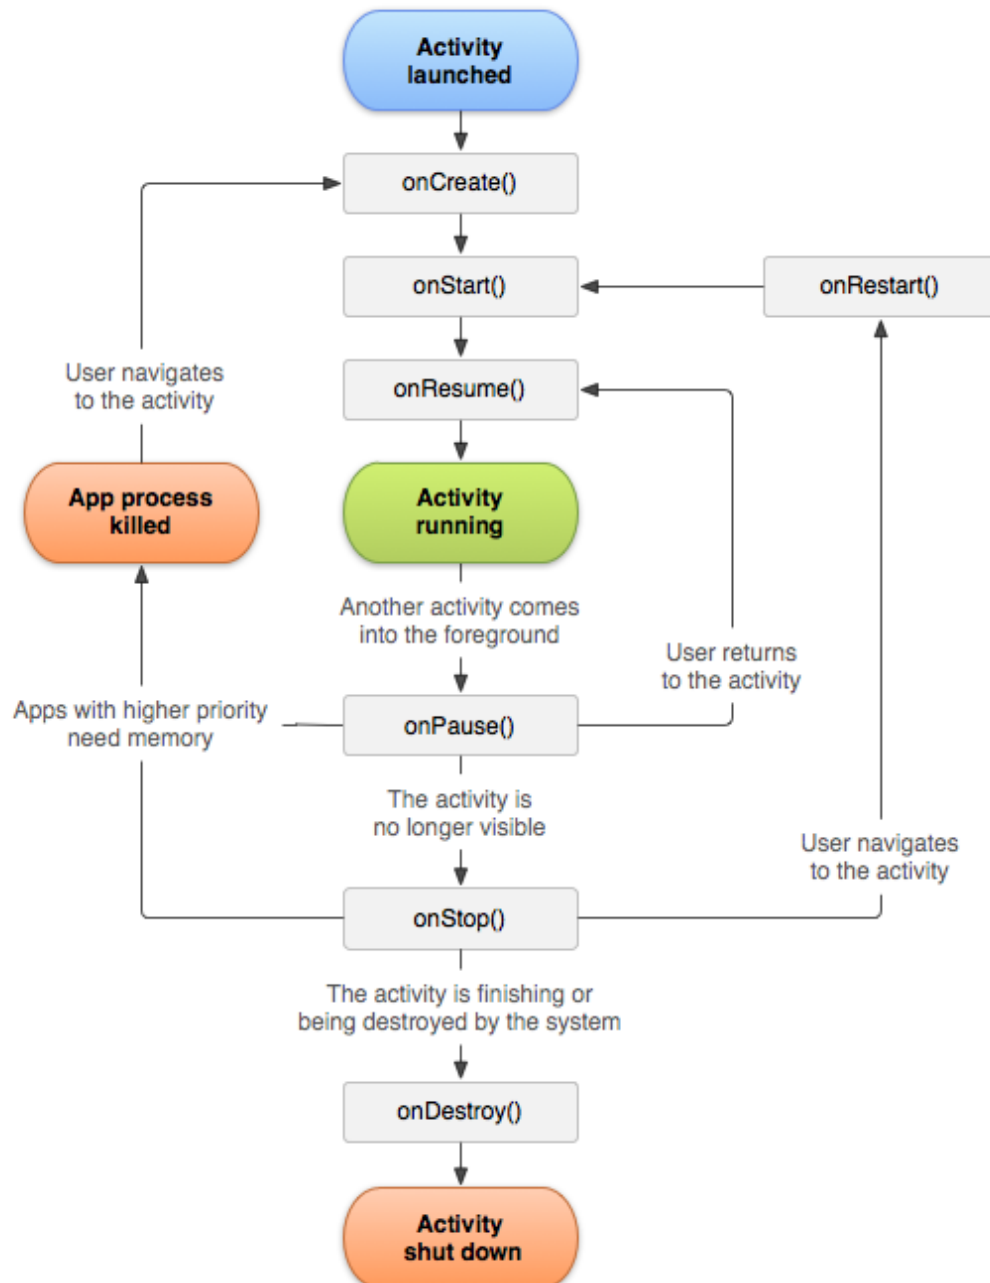 Activity
launched
onCreate()
onStart()
onRestart()
User navigates
to the activity
onResume()
App process
killed
Activity
running
Another activity comes
into the foreground
User returns
to the activity
Apps with higher priority
need memory
onPause()
The activity is
no longer visible
User navigates
to the activity
onStop()
The activity is finishing or
being destroyed by the system
onDestroy()
Activity
shut down